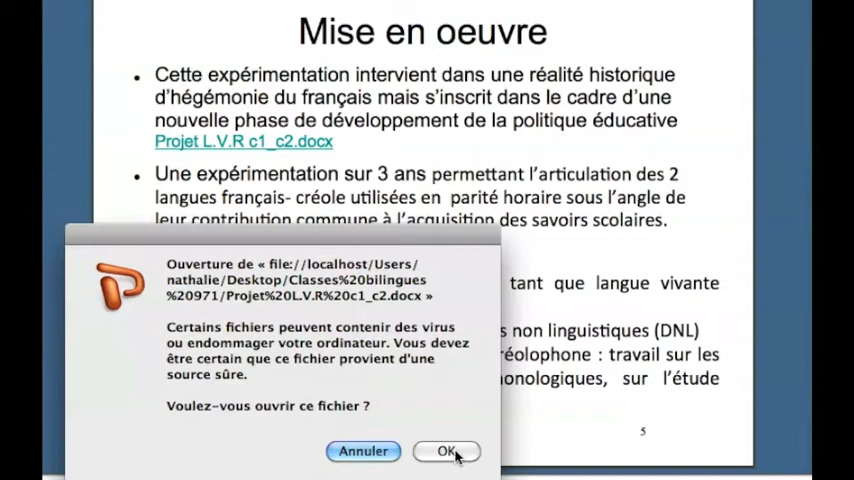 Mise en oeuvre
• Cette expérimentation intervient dans une réalité historique
d’hégémonie du français mais s’inscrit dans le cadre d’une
nouvelle phase de développement de la politique éducative
Projet L.V.R c1_c2.docx
• Une expérimentation sur 3 ans permettant l’articulation des 2
langues français- créole utilisées en parité horaire sous l’angle de
leur contribution commune à l’acquisition des savoirs scolaires.
tant que langue vivante
s non linguistiques (DNL)
réolophone : travail sur les
onologiques, sur l’étude
5
Ouverture de « file://localhost/Users/
nathalie/Desktop/Classes%20bilingues
%20971/Projet%20L.V.R%20c1_c2.docx »
Certains fichiers peuvent contenir des virus
ou endommager votre ordinateur. Vous devez
être certain que ce fichier provient d'une
source sûre.
Voulez-vous ouvrir ce fichier ?
Annuler OK